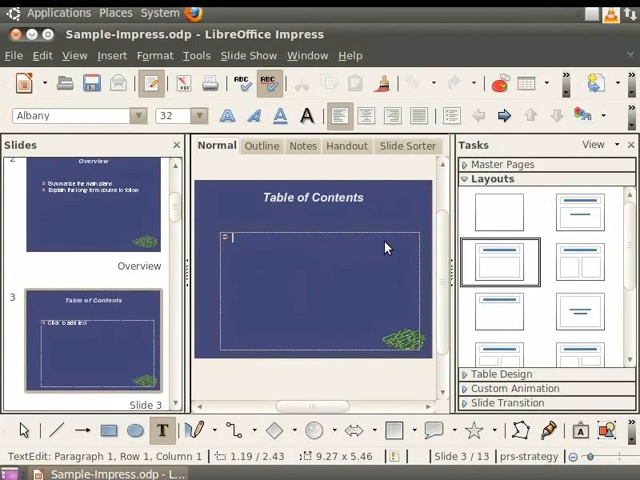 Applications Places System
Sample-Impress.odp - LibreOffice Impress
File Edit View Insert Format Tools Slide Show Window Help
ABC ABC
Albany 32 A A A A
Slides
Overview
Summarize the main plans
Explain the long-term course to follow
Overview
3
Table of Contents
Click to add text
Slide 3
Normal Outline Notes Handout Slide Sorter
Table of Contents
Tasks View
Master Pages
Layouts
Table Design
Custom Animation
Slide Transition
T A
TextEdit: Paragraph 1, Row 1, Column 1 1.19 / 2.43 9.27 x 5.46 Slide 3 / 13 prs-strategy
Sample-Impress.odp - L...